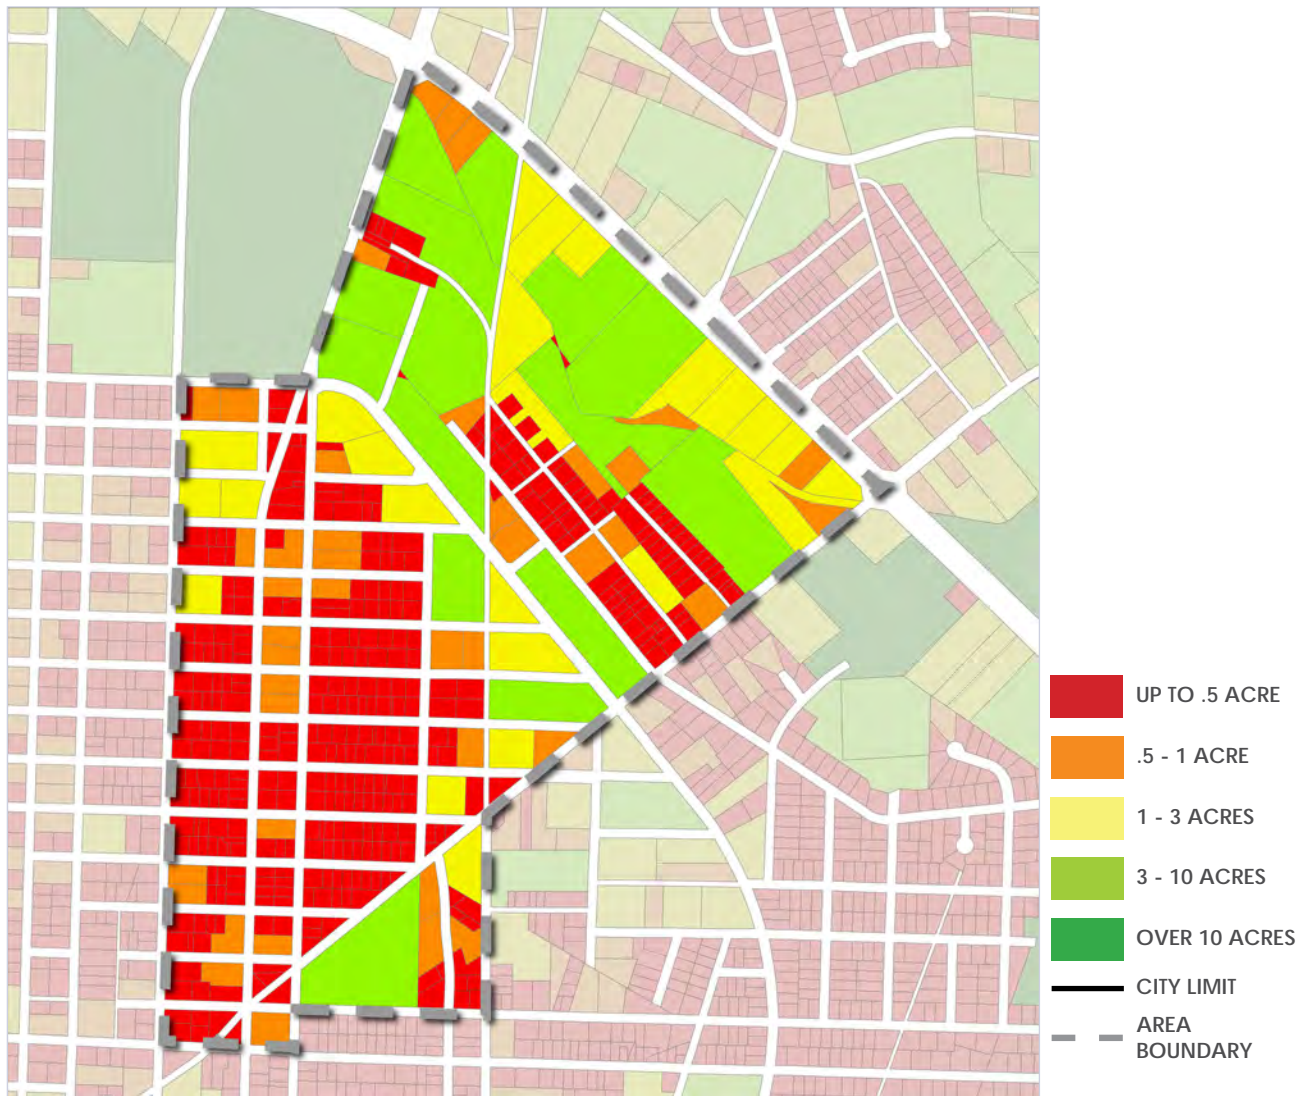 UP TO .5 ACRE
.5 - 1 ACRE
1 - 3 ACRES
3 - 10 ACRES
OVER 10 ACRES
CITY LIMIT
AREA
BOUNDARY